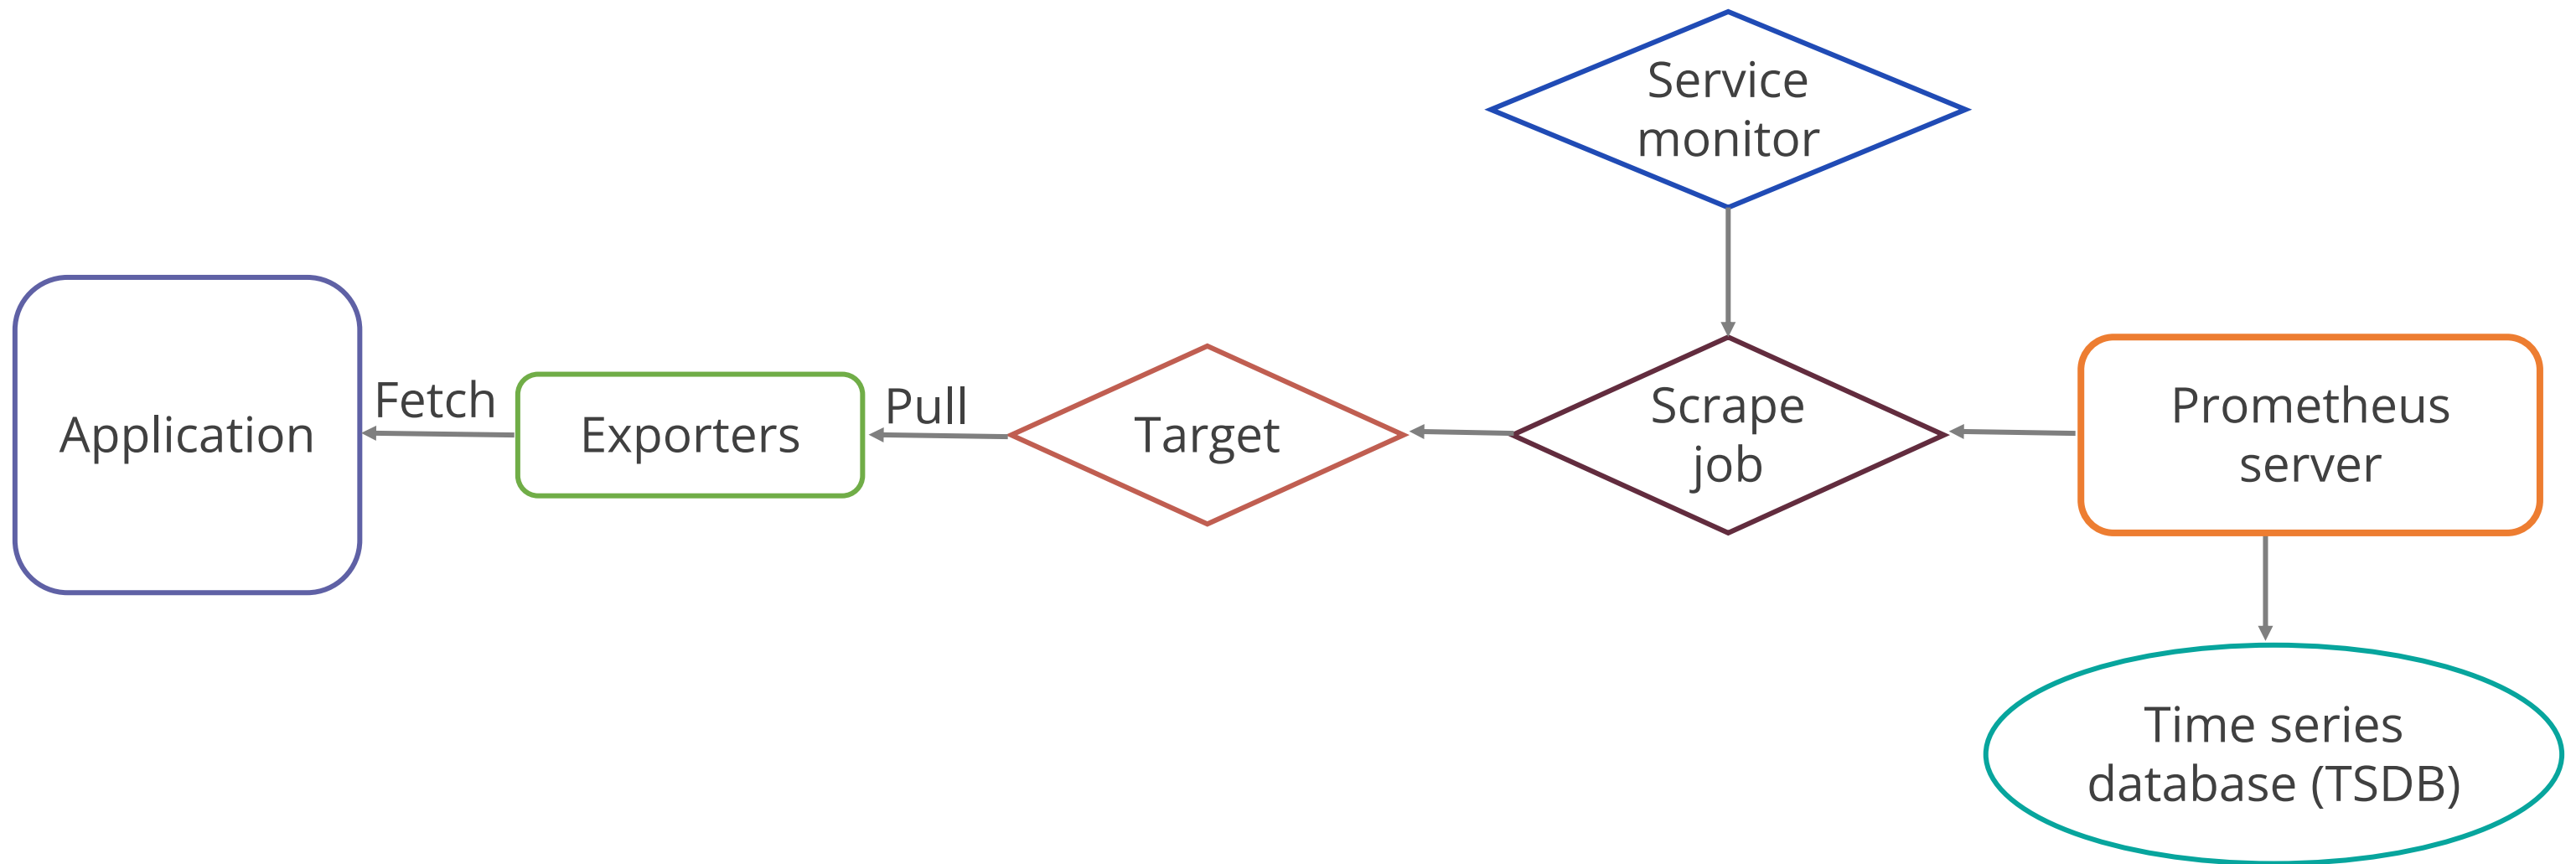 Service
monitor
Application
Fetch
Exporters
Pull
Target
Scrape
job
Prometheus
server
Time series
database (TSDB)